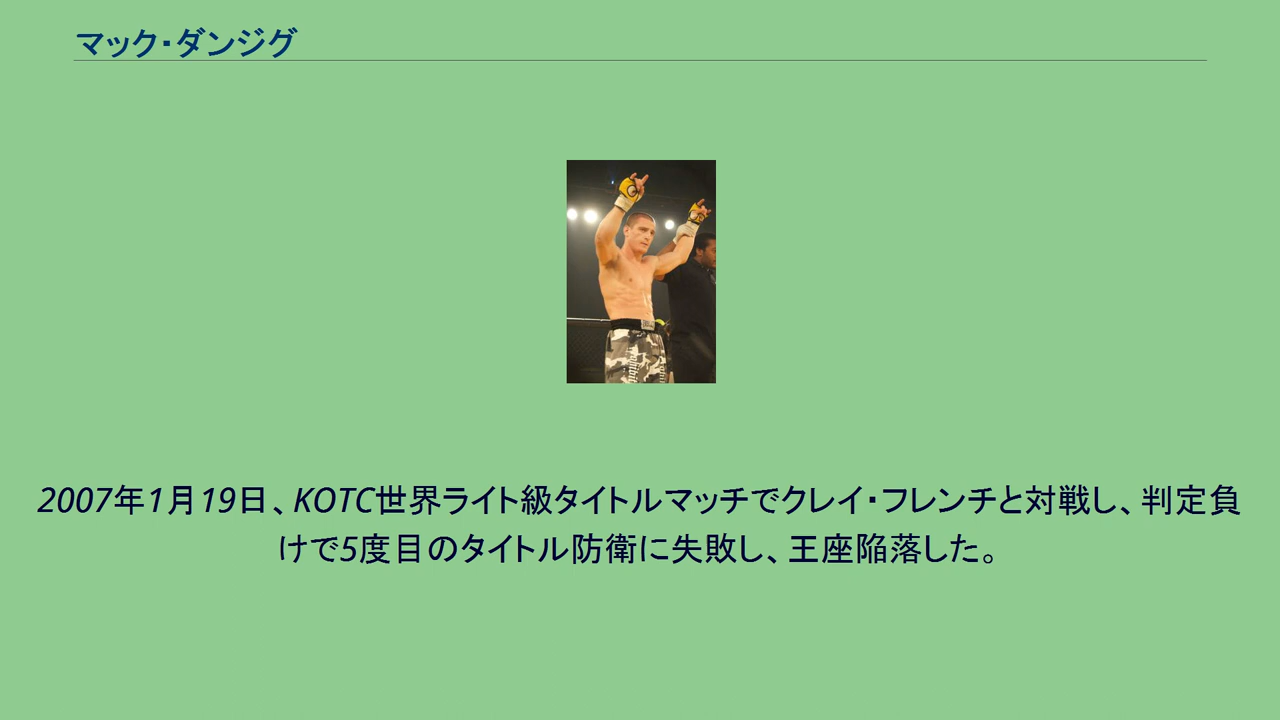 マック・ダンジグ
2007年1月19日、KOTC世界ライト級タイトルマッチでクレイ・フレンチと対戦し、判定負
けで5度目のタイトル防衛に失敗し、王座陥落した。